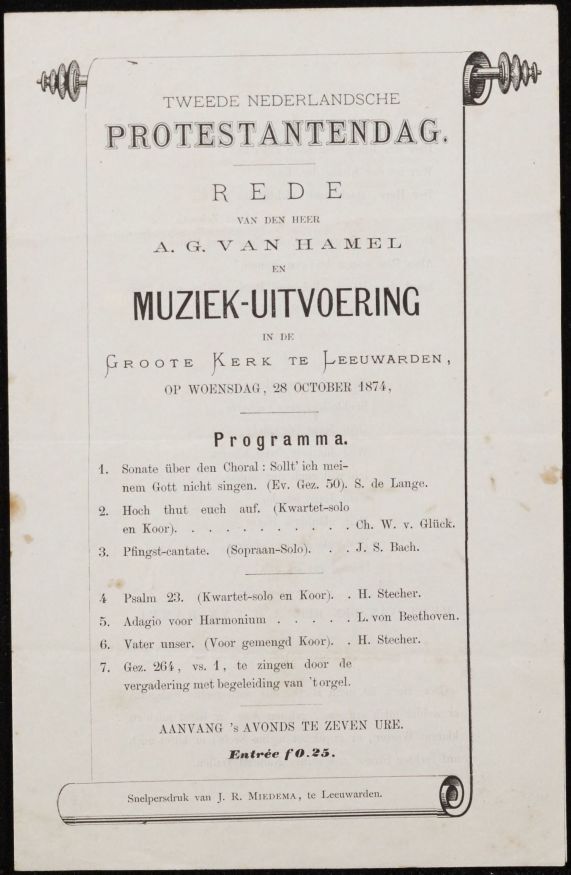 TWEEDE NEDERLANDSCHE
PROTESTANTENDAG.
REDE
VAN DEN HEER
A. G. VAN HAMEL
EN
MUZIEK-UITVOERING
IN DE
GROOTE KERK TE LEEUWARDEN,
OP WOENSDAG, 28 OCTOBER 1874,
Programma.
1. Sonate über den Choral: Sollt' ich mei-
nem Gott nicht singen. (Ev. Gez. 50). S. de Lange.
2. Hoch thut euch auf. (Kwartet-solo
en Koor). . . . . . . . . . . Ch. W. v. Glück.
3. Pfingst-cantate. (Sopraan-Solo). . . J. S. Bach.
4 Psalm 23. (Kwartet-solo en Koor). . H. Stecher.
5. Adagio voor Harmonium . . . . . L. von Beethoven.
6. Vater unser. (Voor gemengd Koor). . H. Stecher.
7. Gez. 264, vs. 1, te zingen door de
vergadering met begeleiding van 't orgel.
AANVANG 's AVONDS TE ZEVEN URE.
Entrée f 0.25.
Snelpersdruk van J. R. MIEDEMA, te Leeuwarden.